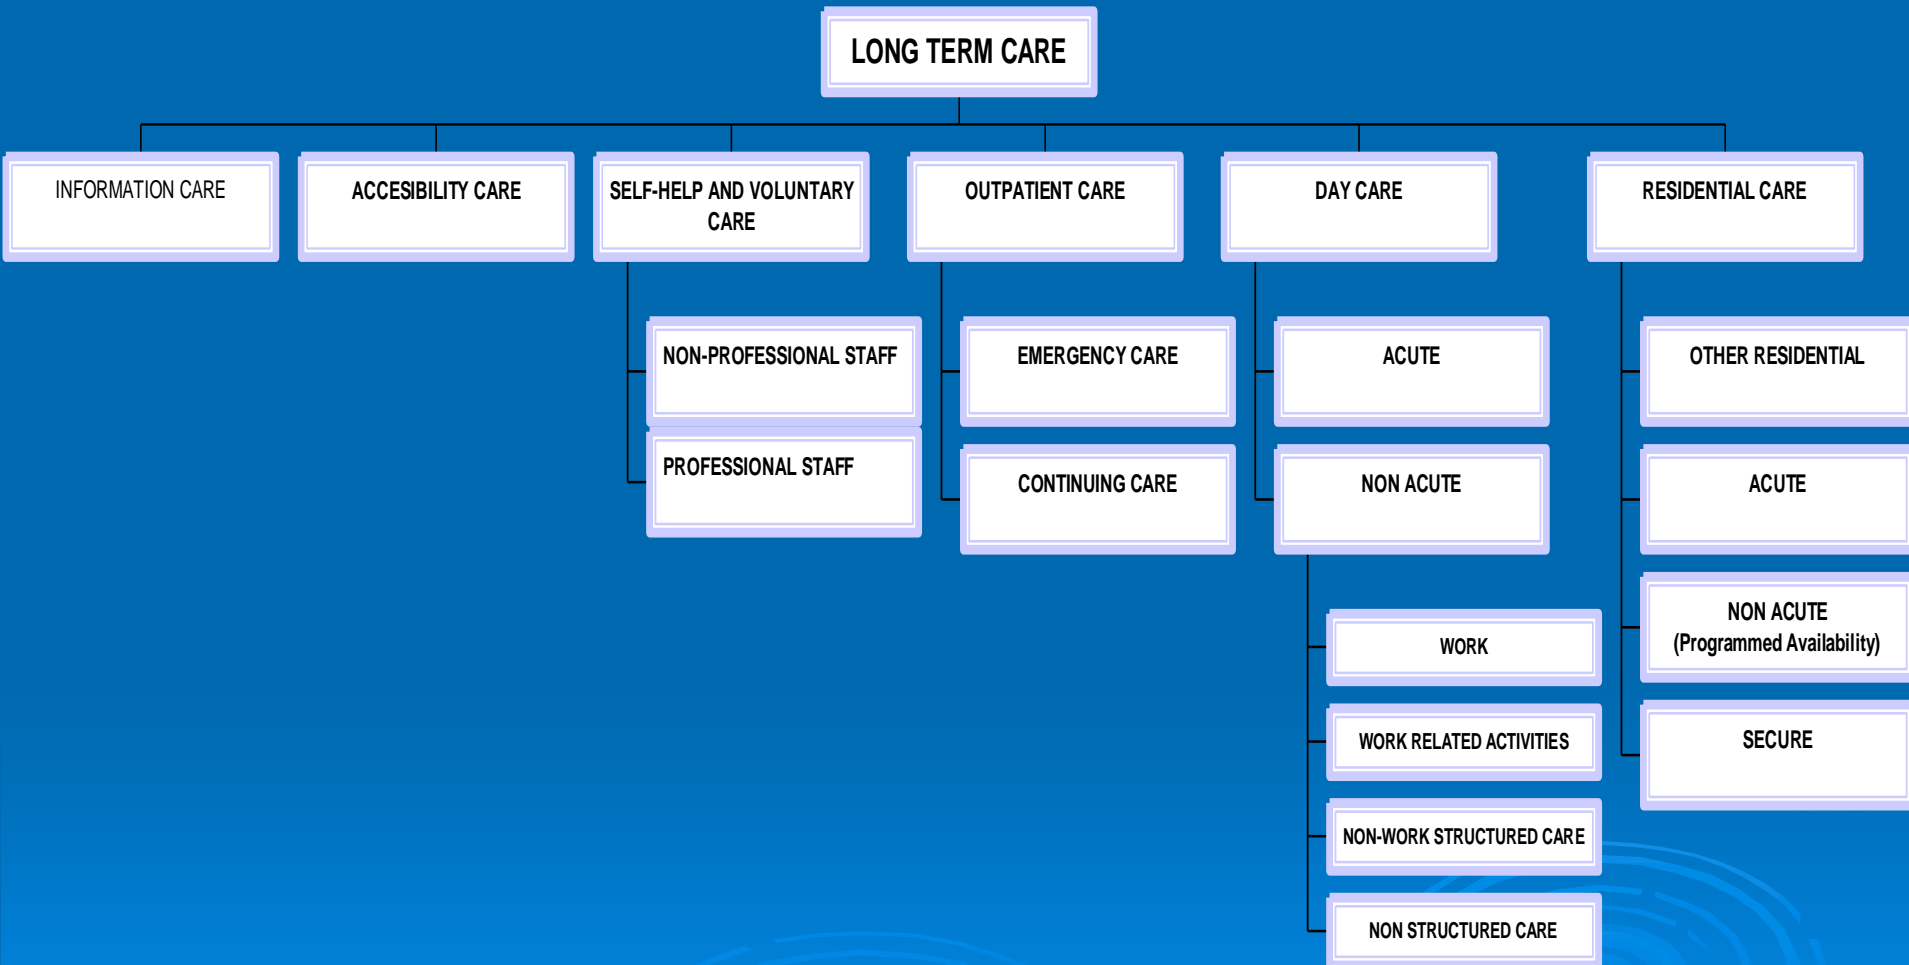 LONG TERM CARE
INFORMATION CARE
ACCESIBILITY CARE
SELF-HELP AND VOLUNTARY
CARE
OUTPATIENT CARE
DAY CARE
RESIDENTIAL CARE
NON-PROFESSIONAL STAFF
PROFESSIONAL STAFF
EMERGENCY CARE
CONTINUING CARE
ACUTE
NON ACUTE
WORK
WORK RELATED ACTIVITIES
NON-WORK STRUCTURED CARE
NON STRUCTURED CARE
OTHER RESIDENTIAL
ACUTE
NON ACUTE
(Programmed Availability)
SECURE